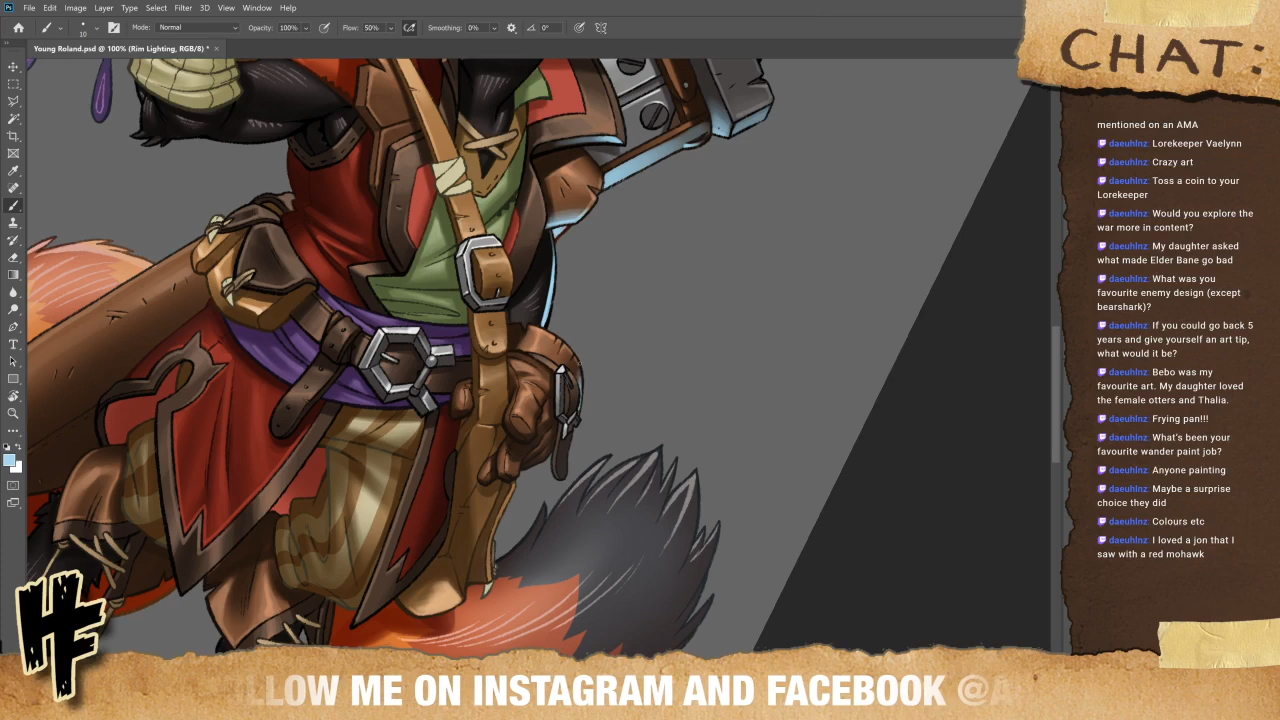 File Edit Image Layer Type Select Filter 3D View Window Help
10 Mode: Normal Opacity: 100% Flow: 50% Smoothing: 0% 0°
Young Roland.psd @ 100% (Rim Lighting, RGB/8) * ×
CHAT:
mentioned on an AMA
daeuhlnz: Lorekeeper Vaelynn
daeuhlnz: Crazy art
daeuhlnz: Toss a coin to your
Lorekeeper
daeuhlnz: Would you explore the
war more in content?
daeuhlnz: My daughter asked
what made Elder Bane go bad
daeuhlnz: What was you
favourite enemy design (except
bearshark)?
daeuhlnz: If you could go back 5
years and give yourself an art tip,
what would it be?
daeuhlnz: Bebo was my
favourite art. My daughter loved
the female otters and Thalia.
daeuhlnz: Frying pan!!!
daeuhlnz: What's been your
favourite wander paint job?
daeuhlnz: Anyone painting
daeuhlnz: Maybe a surprise
choice they did
daeuhlnz: Colours etc
daeuhlnz: I loved a jon that I
saw with a red mohawk
HF
LLOW ME ON INSTAGRAM AND FACEBOOK @A